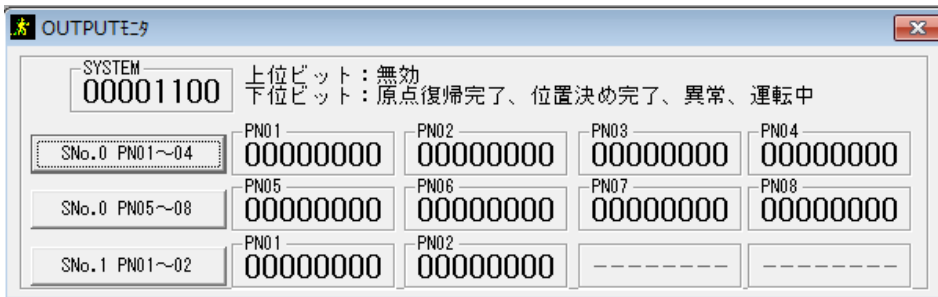 OUTPUTﾓﾆﾀ
SYSTEM
00001100
上位ビット：無効
下位ビット：原点復帰完了、位置決め完了、異常、運転中
SNo.0 PN01～04
PN01
00000000
PN02
00000000
PN03
00000000
PN04
00000000
SNo.0 PN05～08
PN05
00000000
PN06
00000000
PN07
00000000
PN08
00000000
SNo.1 PN01～02
PN01
00000000
PN02
00000000
--------
--------